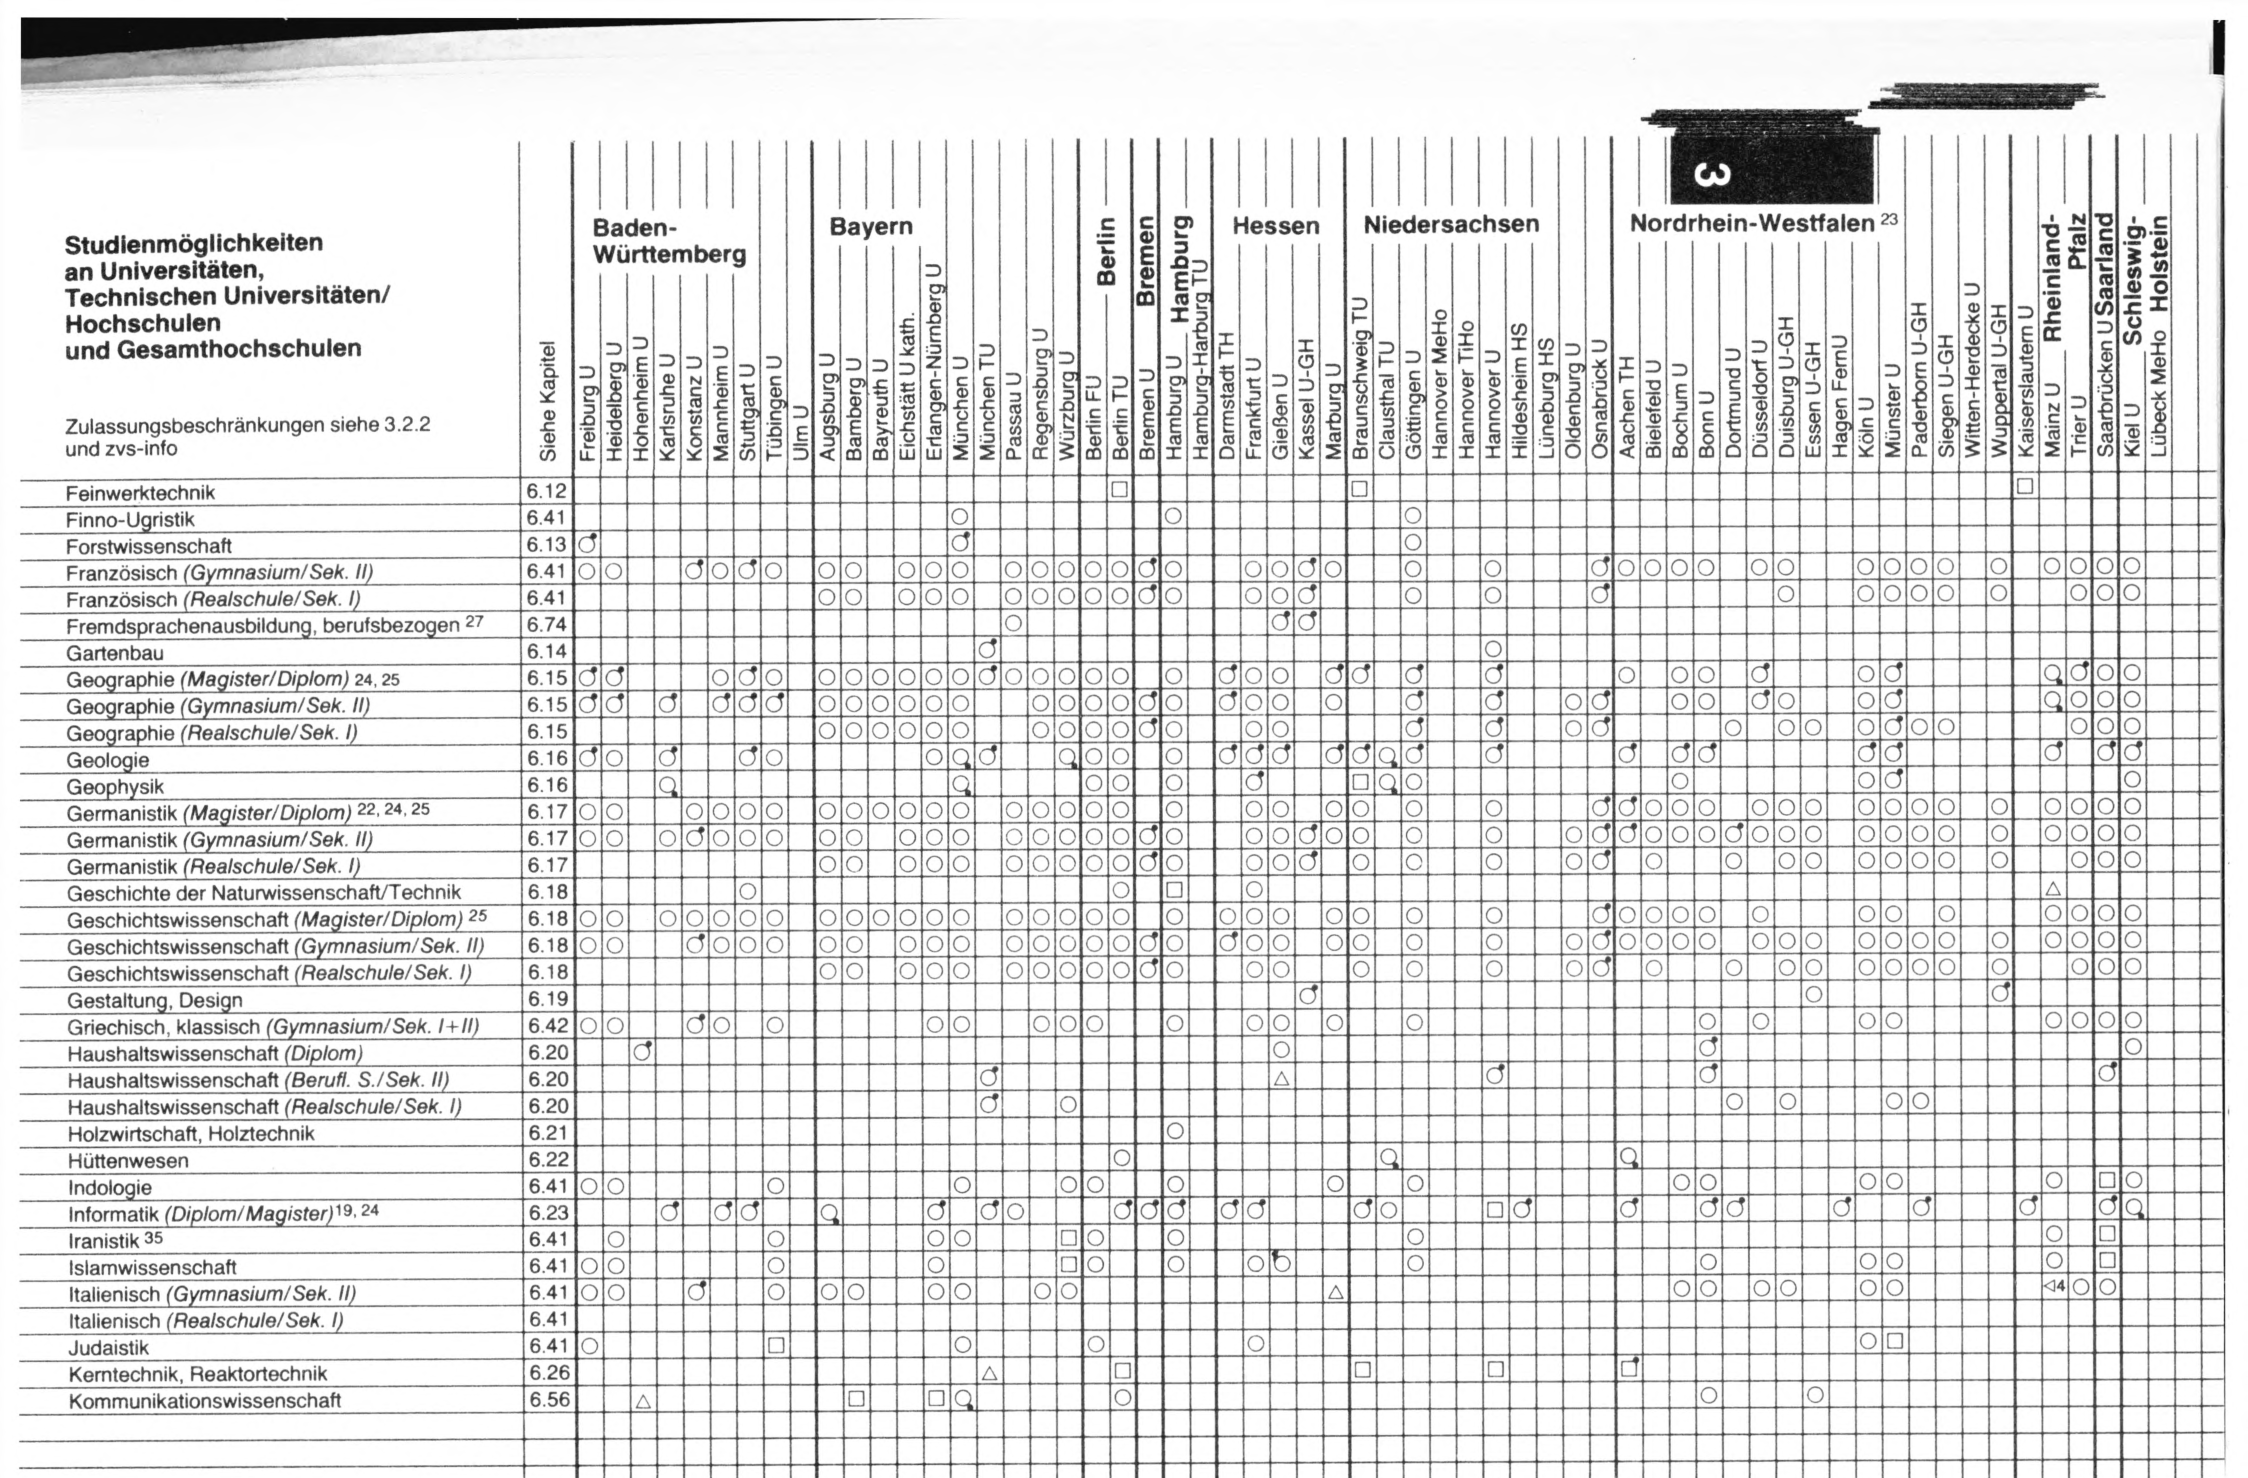 3
Studienmöglichkeiten
an Universitäten,
Technischen Universitäten/
Hochschulen
und Gesamthochschulen
Zulassungsbeschränkungen siehe 3.2.2
und zvs-info
Siehe Kapitel
Baden-
Württemberg
Freiburg U
Heidelberg U
Hohenheim U
Karlsruhe U
Konstanz U
Mannheim U
Stuttgart U
Tübingen U
Ulm U
Bayern
Augsburg U
Bamberg U
Bayreuth U
Eichstätt U kath.
Erlangen-Nürnberg U
München U
München TU
Passau U
Regensburg U
Würzburg U
Berlin
Berlin FU
Berlin TU
Bremen
Bremen U
Hamburg
Hamburg U
Hamburg-Harburg TU
Hessen
Darmstadt TH
Frankfurt U
Gießen U
Kassel U-GH
Marburg U
Niedersachsen
Braunschweig TU
Clausthal TU
Göttingen U
Hannover MeHo
Hannover TiHo
Hannover U
Hildesheim HS
Lüneburg HS
Oldenburg U
Osnabrück U
Nordrhein-Westfalen 23
Aachen TH
Bielefeld U
Bochum U
Bonn U
Dortmund U
Düsseldorf U
Duisburg U-GH
Essen U-GH
Hagen FernU
Köln U
Münster U
Paderborn U-GH
Siegen U-GH
Witten-Herdecke U
Wuppertal U-GH
Rheinland-
Pfalz
Kaiserslautern U
Mainz U
Trier U
Saarland
Saarbrücken U
Schleswig-
Holstein
Kiel U
Lübeck MeHo
Feinwerktechnik 6.12
Finno-Ugristik 6.41
Forstwissenschaft 6.13
Französisch (Gymnasium/Sek. II) 6.41
Französisch (Realschule/Sek. I) 6.41
Fremdsprachenausbildung, berufsbezogen 27 6.74
Gartenbau 6.14
Geographie (Magister/Diplom) 24, 25 6.15
Geographie (Gymnasium/Sek. II) 6.15
Geographie (Realschule/Sek. I) 6.15
Geologie 6.16
Geophysik 6.16
Germanistik (Magister/Diplom) 22, 24, 25 6.17
Germanistik (Gymnasium/Sek. II) 6.17
Germanistik (Realschule/Sek. I) 6.17
Geschichte der Naturwissenschaft/Technik 6.18
Geschichtswissenschaft (Magister/Diplom) 25 6.18
Geschichtswissenschaft (Gymnasium/Sek. II) 6.18
Geschichtswissenschaft (Realschule/Sek. I) 6.18
Gestaltung, Design 6.19
Griechisch, klassisch (Gymnasium/Sek. I+II) 6.42
Haushaltswissenschaft (Diplom) 6.20
Haushaltswissenschaft (Berufl. S./Sek. II) 6.20
Haushaltswissenschaft (Realschule/Sek. I) 6.20
Holzwirtschaft, Holztechnik 6.21
Hüttenwesen 6.22
Indologie 6.41
Informatik (Diplom/Magister)19, 24 6.23
Iranistik 35 6.41
Islamwissenschaft 6.41
Italienisch (Gymnasium/Sek. II) 6.41 4
Italienisch (Realschule/Sek. I) 6.41
Judaistik 6.41
Kerntechnik, Reaktortechnik 6.26
Kommunikationswissenschaft 6.56